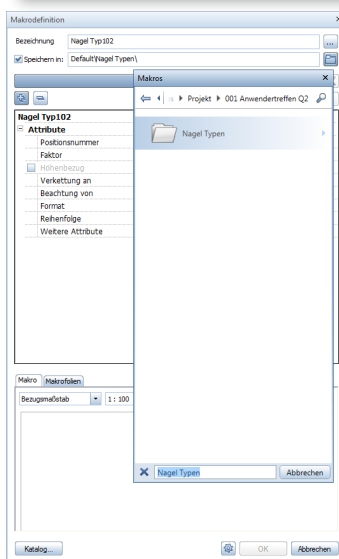 Makrodefinition
Bezeichnung Nagel Typ102 ...
Speichern in: Default\Nagel Typen\
Makros
Projekt 001 Anwendertreffen Q2
Nagel Typen
Nagel Typ102
Attribute
Positionsnummer
Faktor
Höhenbezug
Verkettung an
Beachtung von
Format
Reihenfolge
Weitere Attribute
Makro Makrofolien
Bezugsmaßstab 1 : 100
Nagel Typen Abbrechen
Katalog... OK Abbrechen